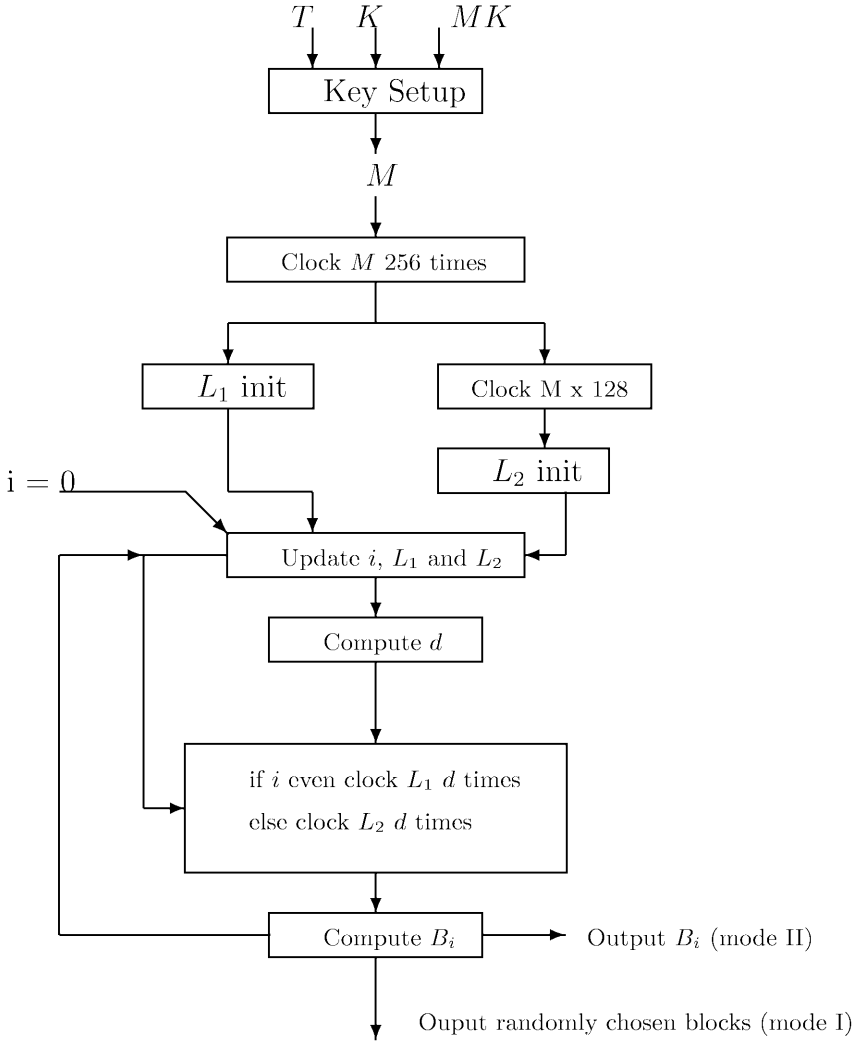 T K MK
Key Setup
M
Clock M 256 times
L₁ init
Clock M x 128
L₂ init
i = 0
Update i, L₁ and L₂
Compute d
if i even clock L₁ d times
else clock L₂ d times
Compute Bᵢ
Output Bᵢ (mode II)
Ouput randomly chosen blocks (mode I)